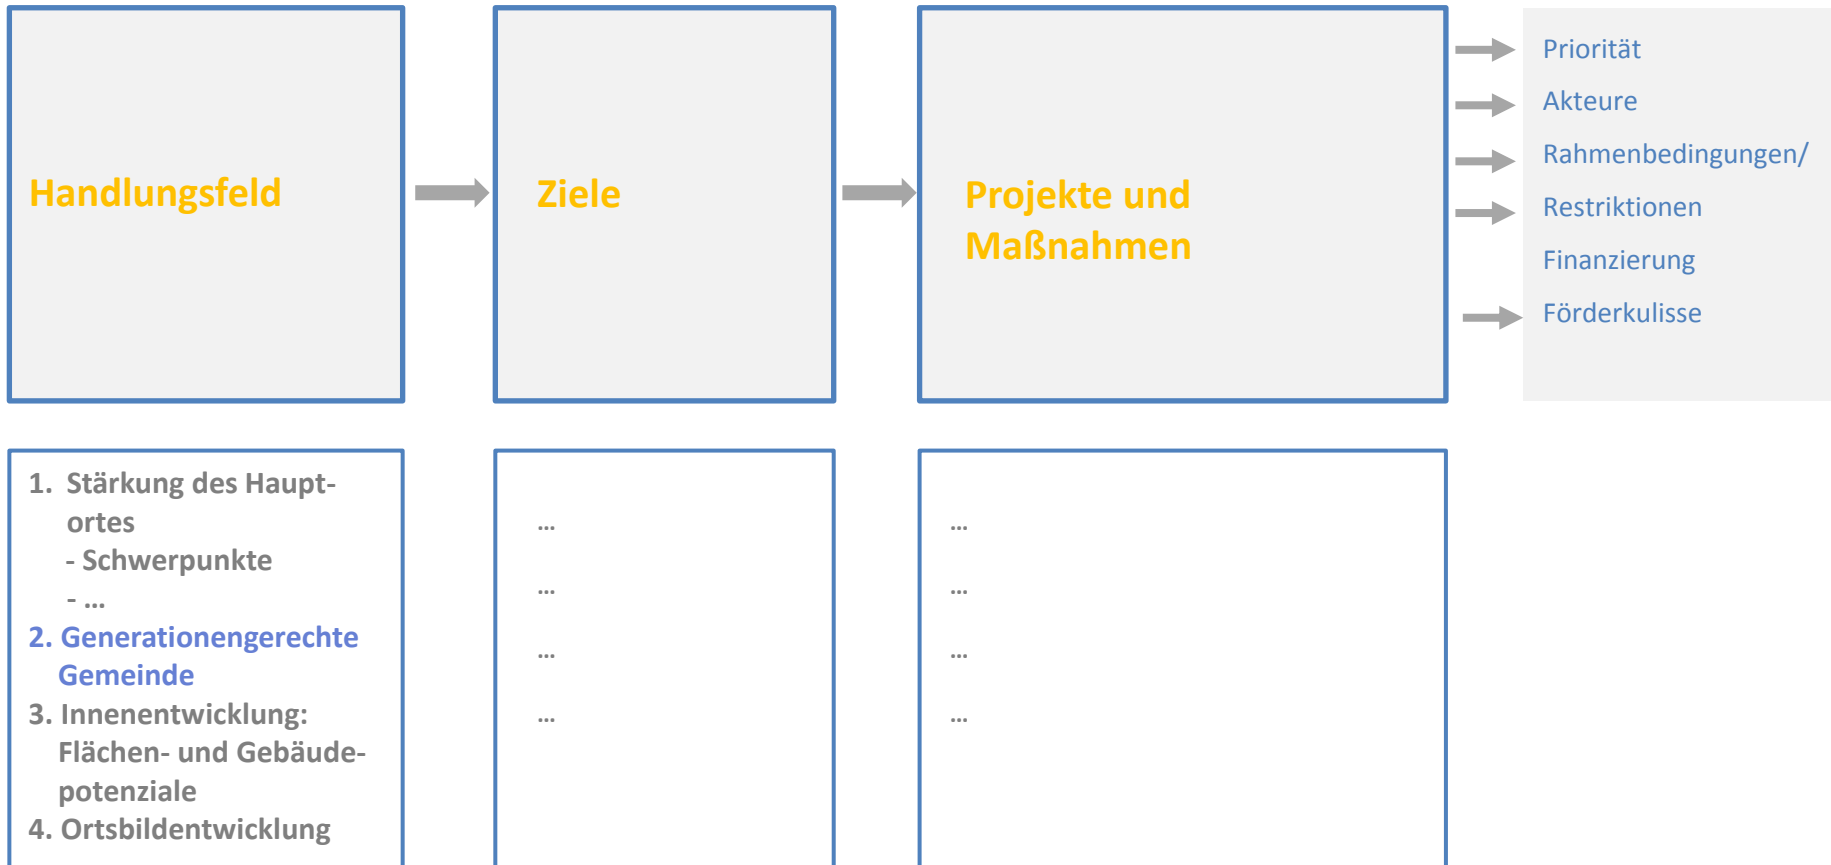 Handlungsfeld
Ziele
Projekte und
Maßnahmen
Priorität
Akteure
Rahmenbedingungen/
Restriktionen
Finanzierung
Förderkulisse
1. Stärkung des Haupt-
ortes
- Schwerpunkte
- ...
2. Generationengerechte
Gemeinde
3. Innenentwicklung:
Flächen- und Gebäude-
potenziale
4. Ortsbildentwicklung
...
...
...
...
...
...
...
...